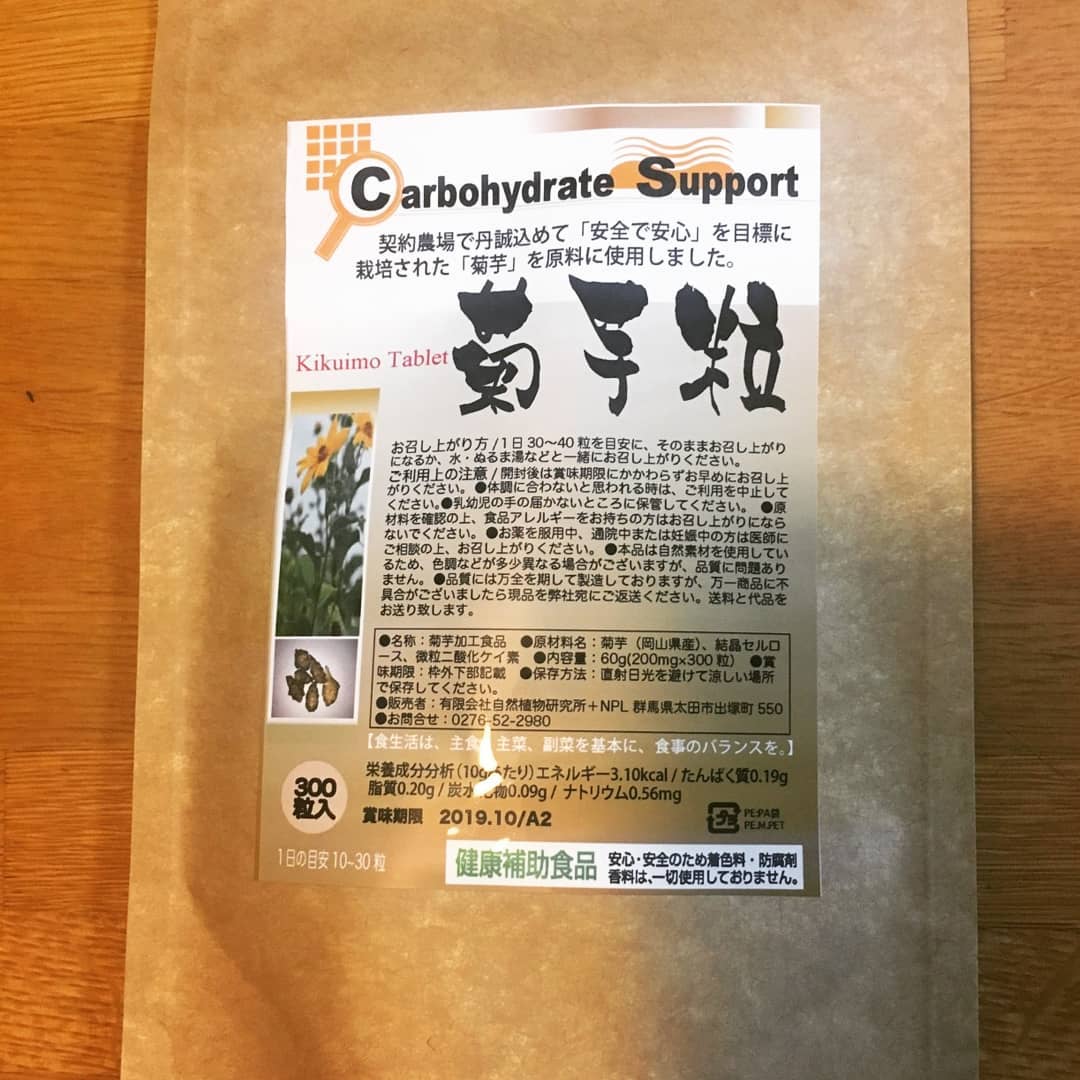 Carbohydrate Support
契約農場で丹誠込めて「安全で安心」を目標に
栽培された「菊芋」を原料に使用しました。
菊芋粒
Kikuimo Tablet
お召し上がり方/1日30〜40粒を目安に、そのままお召し上がり
になるか、水・ぬるま湯などと一緒にお召し上がりください。
ご利用上の注意/開封後は賞味期限にかかわらずお早めにお召し上
がりください。●体調に合わないと思われる時は、ご利用を中止して
ください。●乳幼児の手の届かないところに保管してください。 ●原
材料を確認の上、食品アレルギーをお持ちの方はお召し上がりになら
ないでください。●お薬を服用中、通院中または妊娠中の方は医師に
ご相談の上、お召し上がりください。●本品は自然素材を使用してい
るため、色調などが多少異なる場合がございますが、品質に問題あり
ません。●品質には万全を期して製造しておりますが、万一商品に不
具合がございましたら現品を弊社宛にご返送ください。送料と代品を
お送り致します。
●名称:菊芋加工食品 ●原材料名:菊芋(岡山県産)、結晶セルロ
ース、微粒二酸化ケイ素 ●内容量:60g(200mg×300粒) ●賞
味期限:枠外下部記載 ●保存方法:直射日光を避けて涼しい場所
で保存してください。
●販売者:有限会社自然植物研究所+NPL 群馬県太田市出塚町550
●お問合せ:0276-52-2980
【食生活は、主食、主菜、副菜を基本に、食事のバランスを。】
300
粒入
栄養成分分析(10g当たり)エネルギー3.10kcal/たんぱく質0.19g
脂質0.20g/炭水化物0.09g/ナトリウム0.56mg
賞味期限 2019.10/A2
PE:PA袋
PE.M.PET
1日の目安10~30粒
健康補助食品
安心・安全のため着色料・防腐剤
香料は、一切使用しておりません。